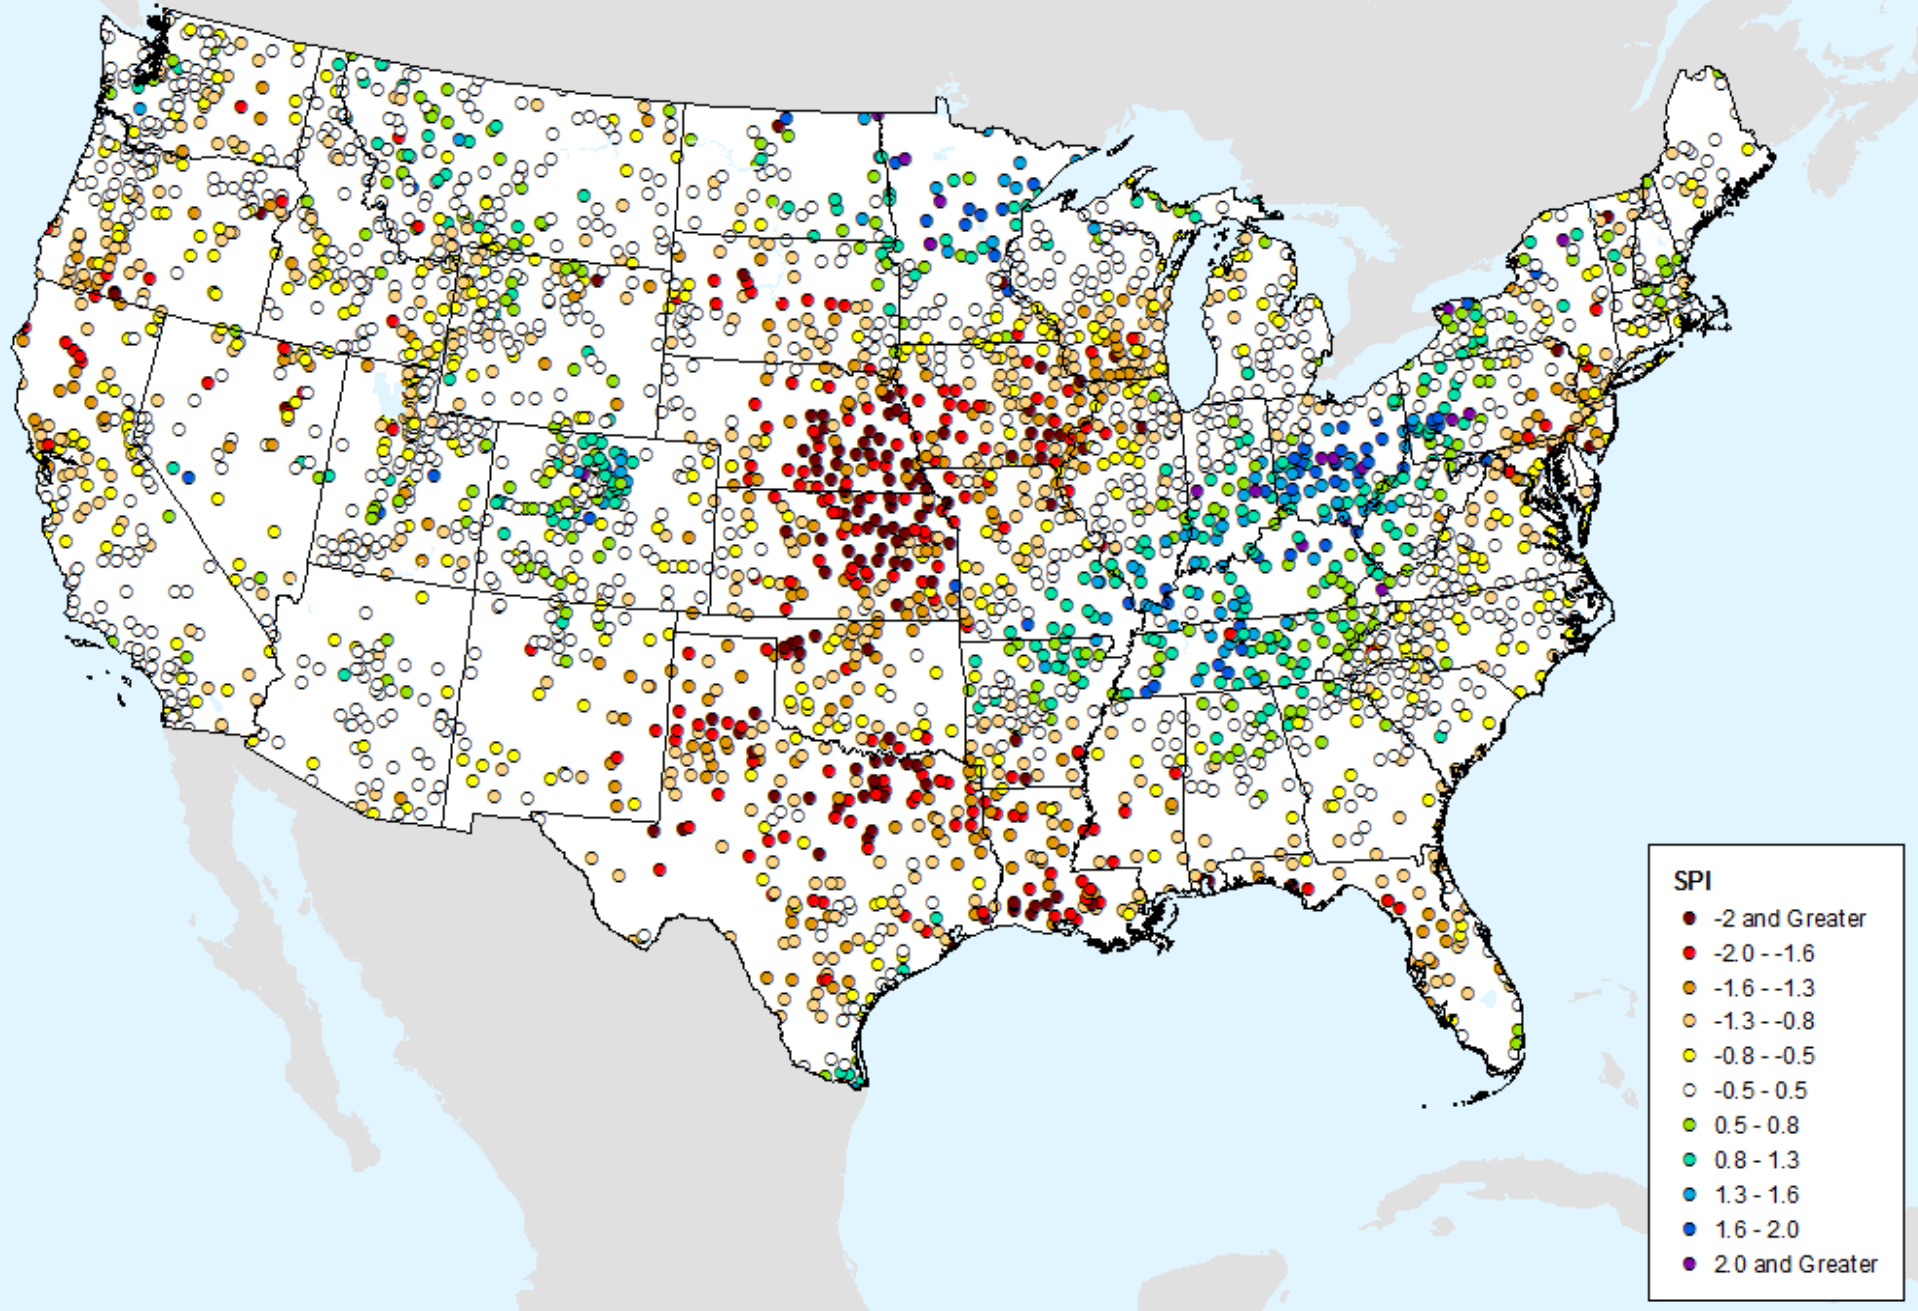 SPI
-2 and Greater
-2.0 - -1.6
-1.6 - -1.3
-1.3 - -0.8
-0.8 - -0.5
-0.5 - 0.5
0.5 - 0.8
0.8 - 1.3
1.3 - 1.6
1.6 - 2.0
2.0 and Greater